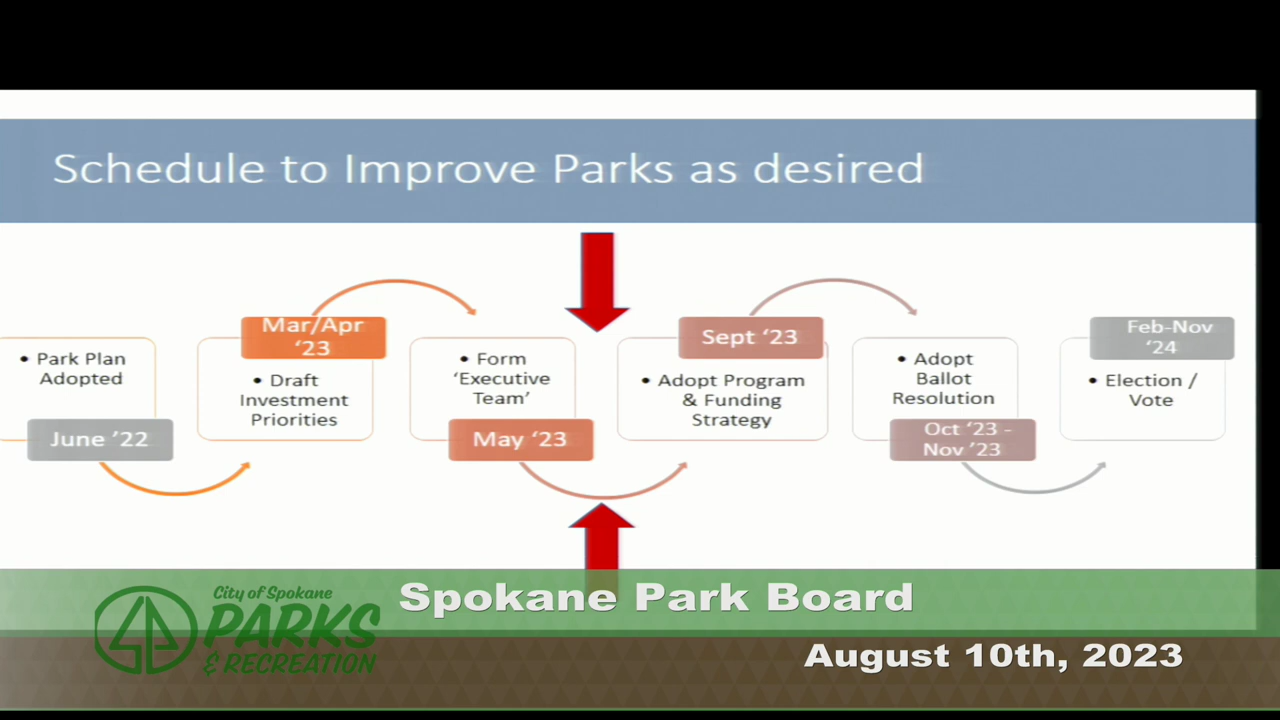 Schedule to Improve Parks as desired
• Park Plan
Adopted
June ’22
Mar/Apr
‘23
• Draft
Investment
Priorities
• Form
‘Executive
Team’
May ‘23
Sept ‘23
• Adopt Program
& Funding
Strategy
• Adopt
Ballot
Resolution
Oct ‘23 -
Nov ’23
Feb-Nov
‘24
• Election /
Vote
City of Spokane
PARKS
& RECREATION
Spokane Park Board
August 10th, 2023